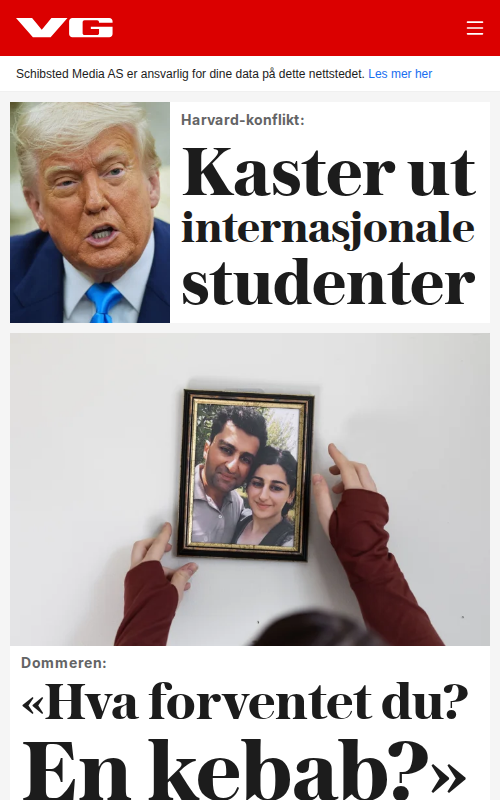 VG
Schibsted Media AS er ansvarlig for dine data på dette nettstedet. Les mer her
Harvard-konflikt:
Kaster ut
internasjonale
studenter
Dommeren:
«Hva forventet du?
En kebab?»